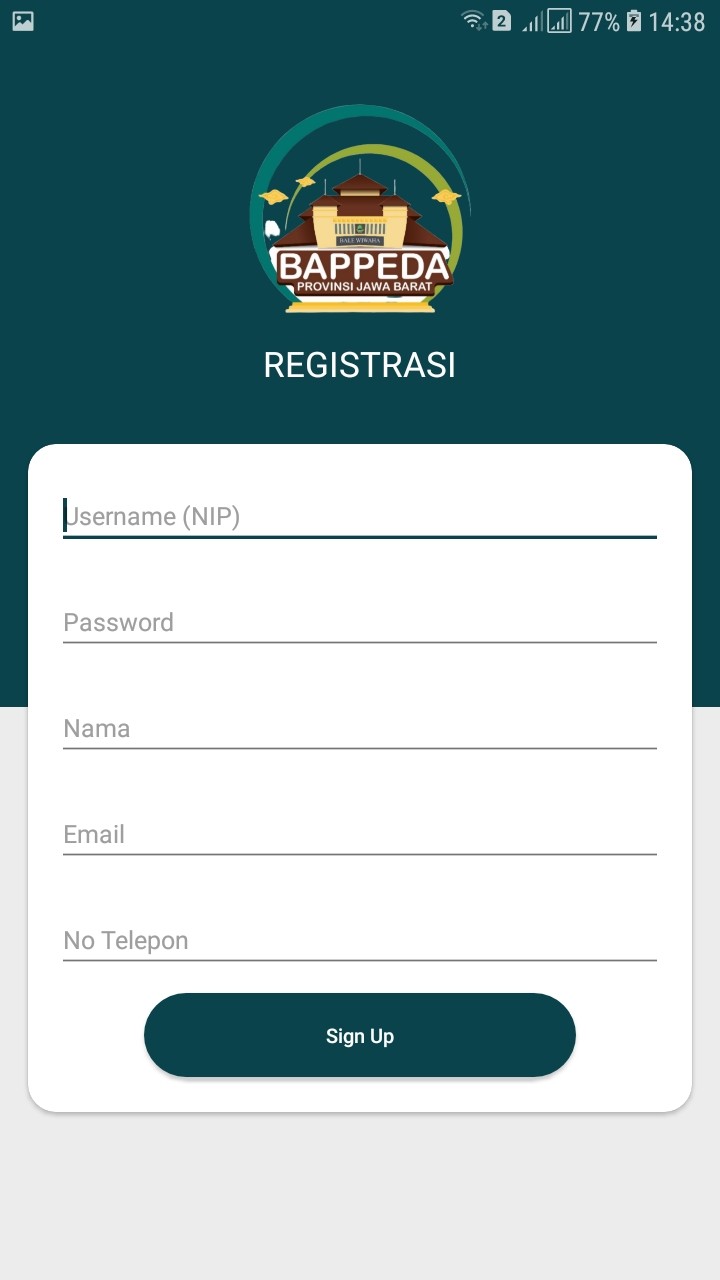 2 77% 14:38
BALE WIWAHA
BAPPEDA
PROVINSI JAWA BARAT
REGISTRASI
Username (NIP)
Password
Nama
Email
No Telepon
Sign Up